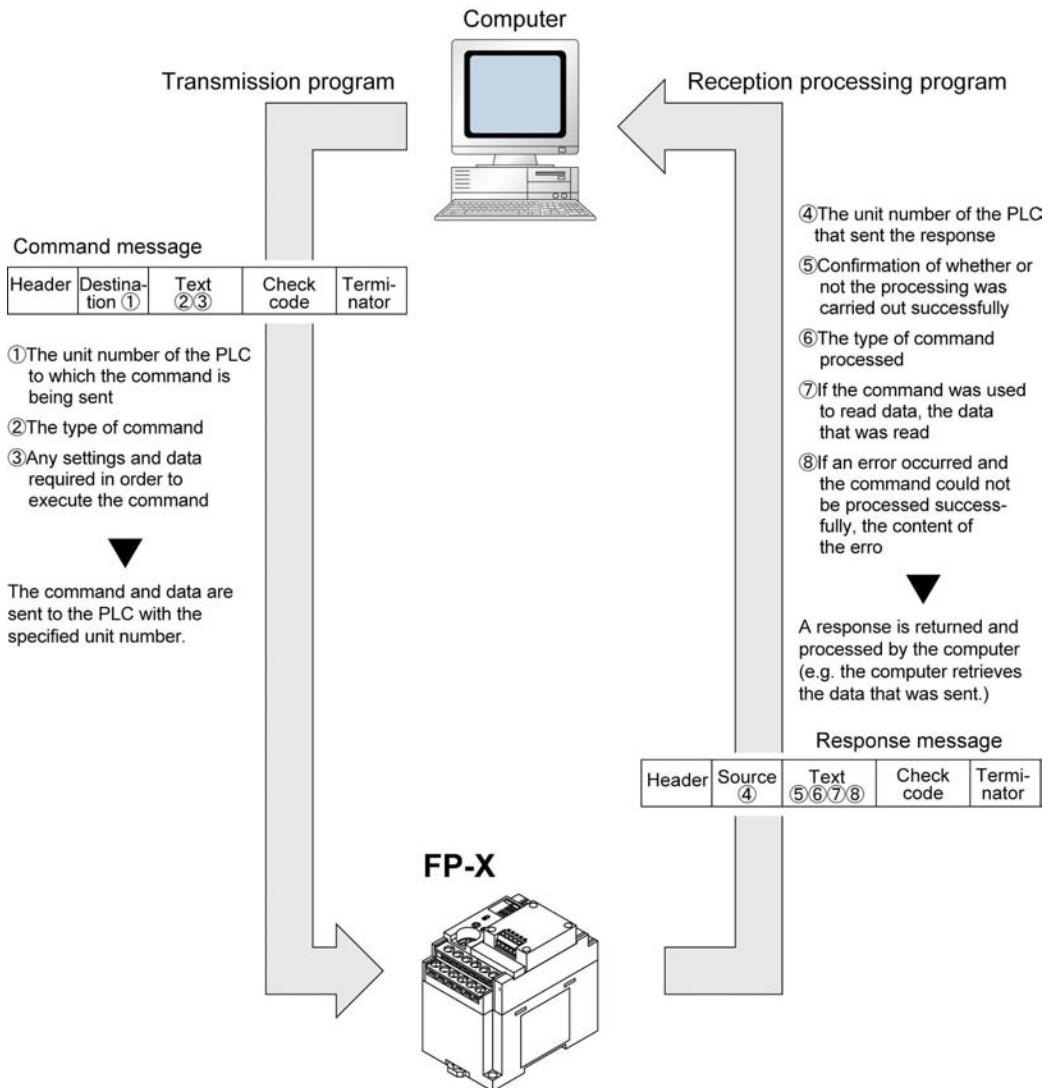 Computer
Transmission program
Reception processing program
Command message
Header
Destina-
tion ①
Text
②③
Check
code
Termi-
nator
①The unit number of the PLC
to which the command is
being sent
②The type of command
③Any settings and data
required in order to
execute the command
The command and data are
sent to the PLC with the
specified unit number.
④The unit number of the PLC
that sent the response
⑤Confirmation of whether or
not the processing was
carried out successfully
⑥The type of command
processed
⑦If the command was used
to read data, the data
that was read
⑧If an error occurred and
the command could not
be processed success-
fully, the content of
the erro
A response is returned and
processed by the computer
(e.g. the computer retrieves
the data that was sent.)
Response message
Header
Source
④
Text
⑤⑥⑦⑧
Check
code
Termi-
nator
FP-X